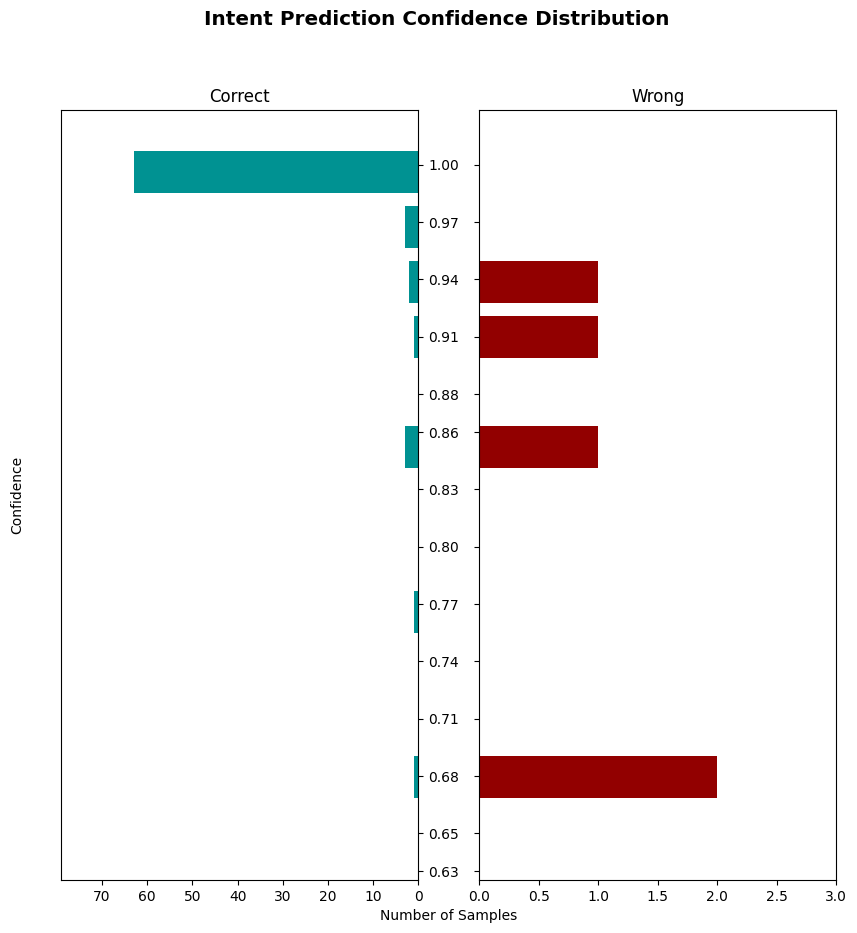 Intent Prediction Confidence Distribution
Correct
Wrong
1.00
0.97
0.94
0.91
0.88
0.86
0.83
0.80
0.77
0.74
0.71
0.68
0.65
0.63
Confidence
70 60 50 40 30 20 10 0
0.0 0.5 1.0 1.5 2.0 2.5 3.0
Number of Samples